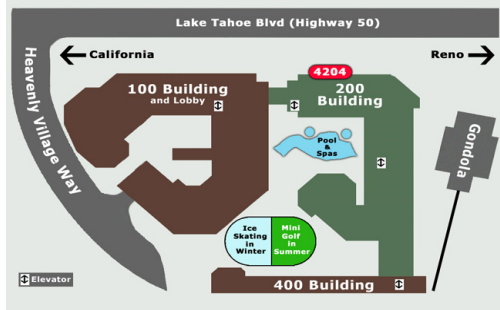 Lake Tahoe Blvd (Highway 50)
California
Reno
Heavenly Village Way
100 Building
and Lobby
4204
200
Building
Gondola
Pool
&
Spas
Ice
Skating
in
Winter
Mini
Golf
in
Summer
Elevator
400 Building